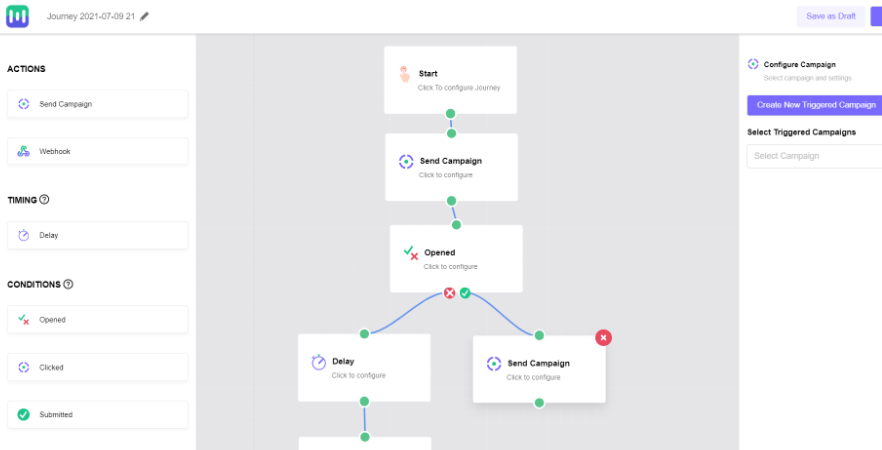 Journey 2021-07-09 21
Save as Draft
ACTIONS
Send Campaign
Webhook
TIMING
Delay
CONDITIONS
Opened
Clicked
Submitted
Start
Click To configure Journey
Send Campaign
Click to configure
Opened
Click to configure
Delay
Click to configure
Send Campaign
Click to configure
Configure Campaign
Select campaign and settings
Create New Triggered Campaign
Select Triggered Campaigns
Select Campaign